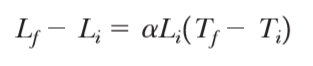 L_f − L_i = αL_i(T_f − T_i)